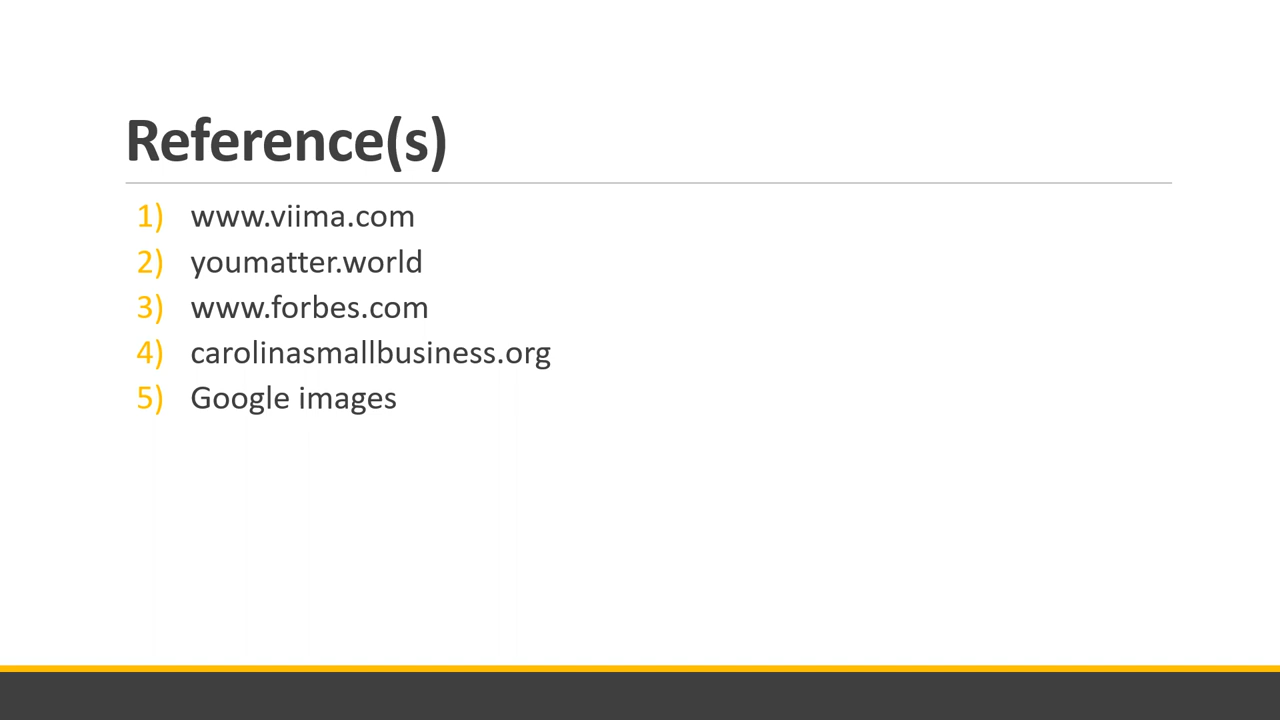 Reference(s)
1) www.viima.com
2) youmatter.world
3) www.forbes.com
4) carolinasmallbusiness.org
5) Google images